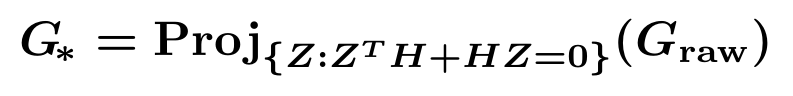 G_* = Proj_{Z:Z^T H+HZ=0}(G_raw)